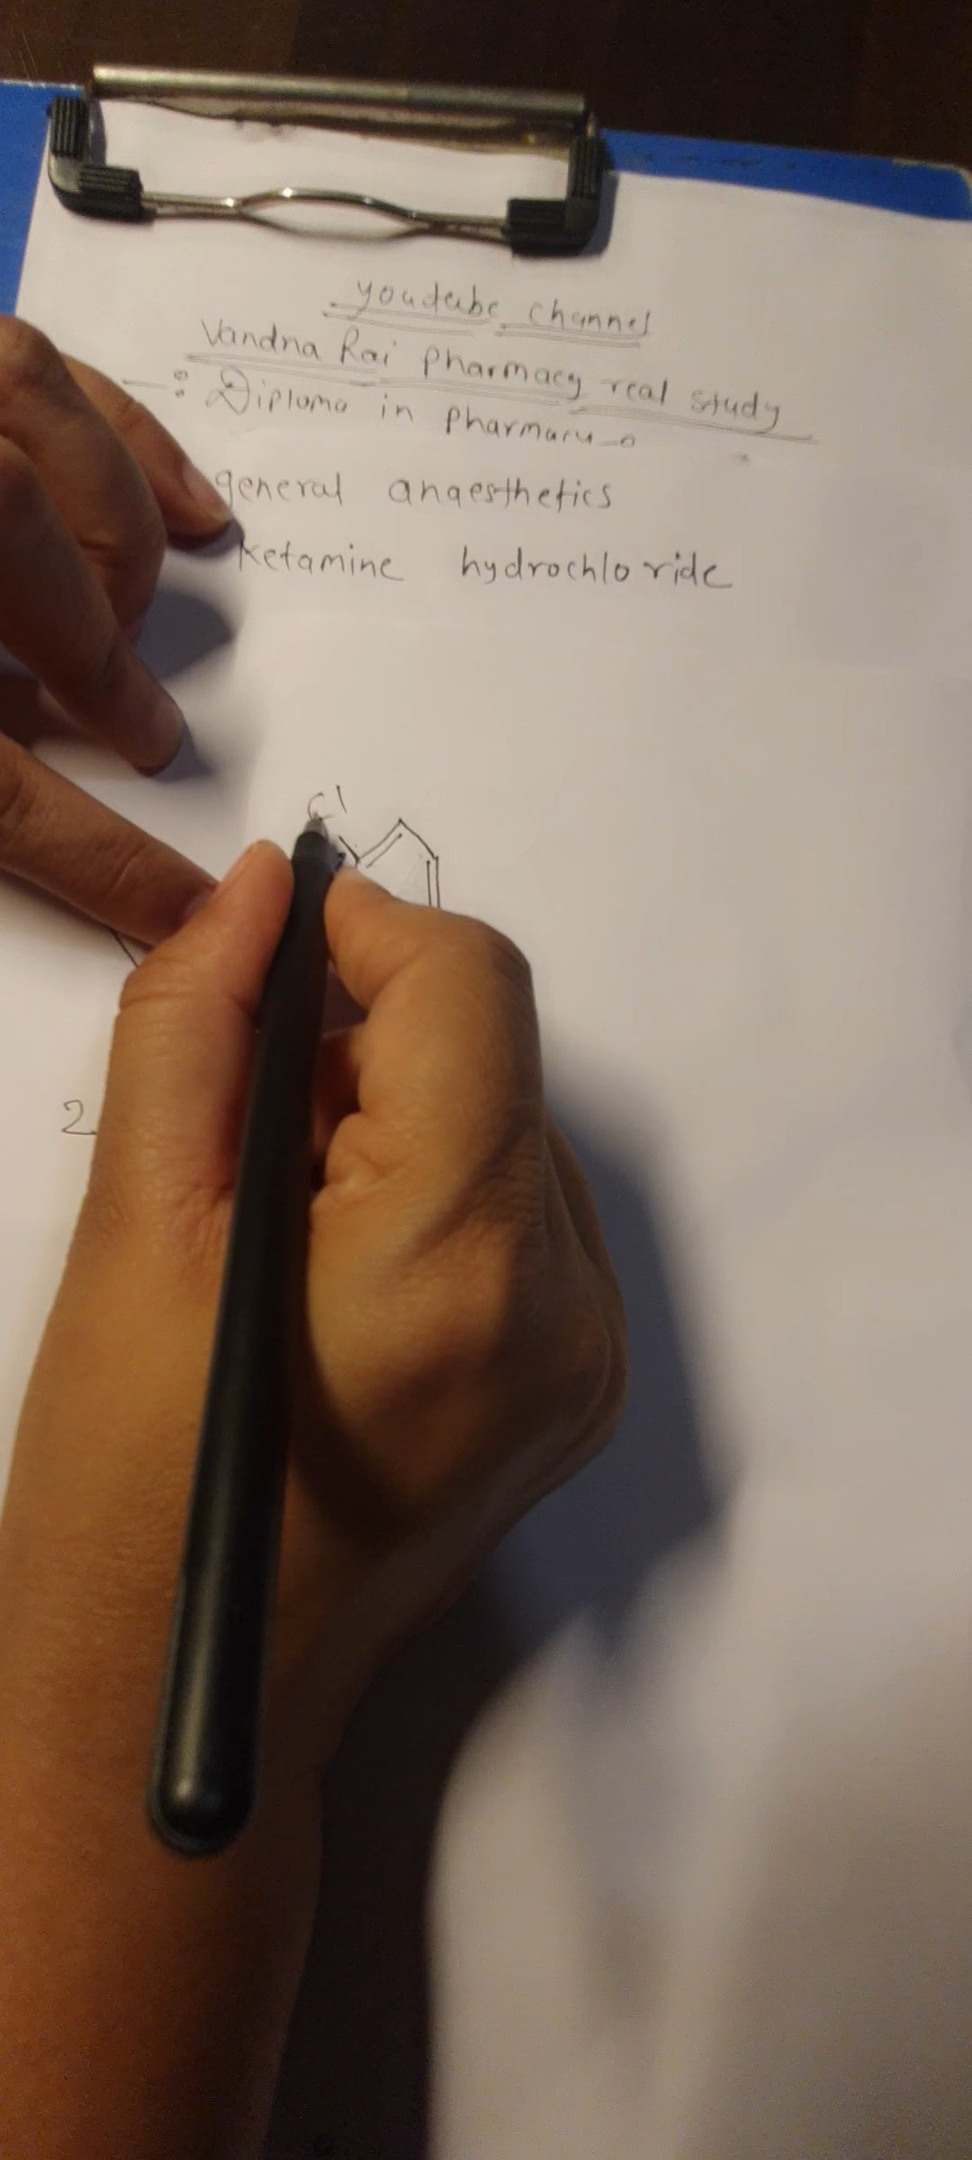 youtube channel
Vandna Rai Pharmacy real study
—: Diploma in Pharmacy —o
general anaesthetics
Ketamine hydrochloride
Cl
2